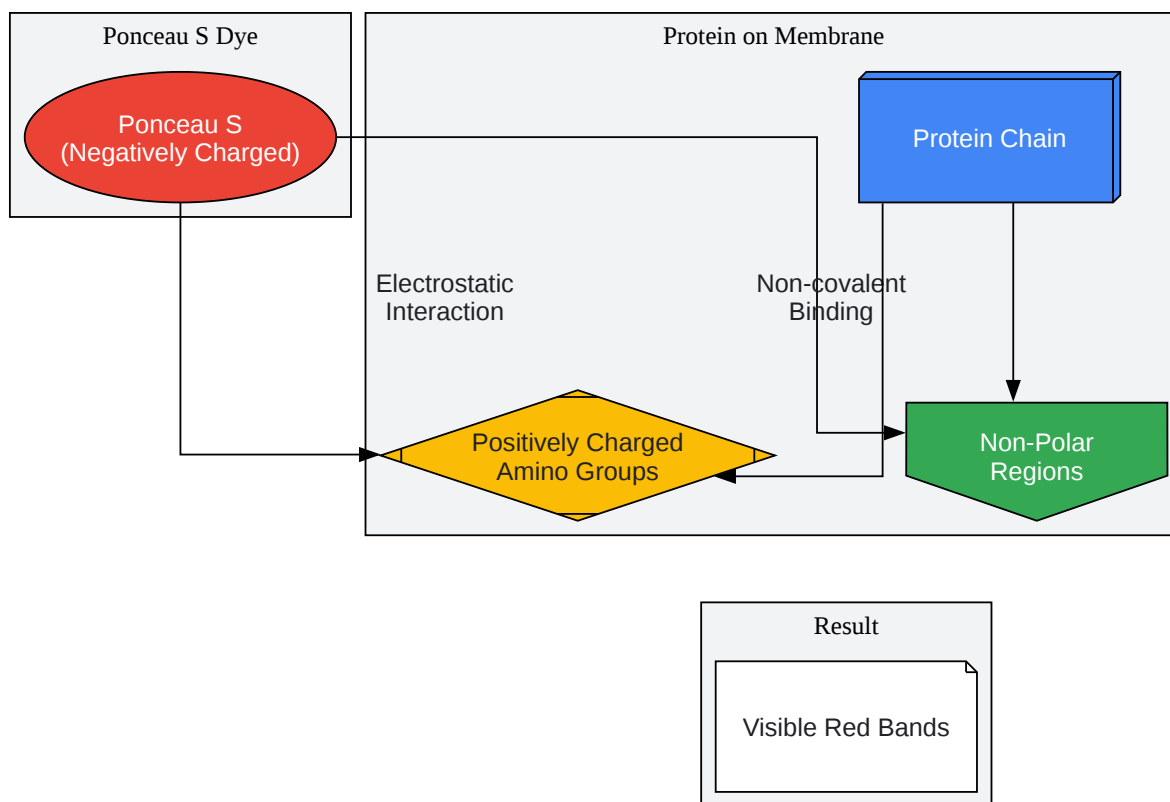 Ponceau S Dye
Ponceau S
(Negatively Charged)
Protein on Membrane
Protein Chain
Electrostatic
Interaction
Non-covalent
Binding
Positively Charged
Amino Groups
Non-Polar
Regions
Result
Visible Red Bands